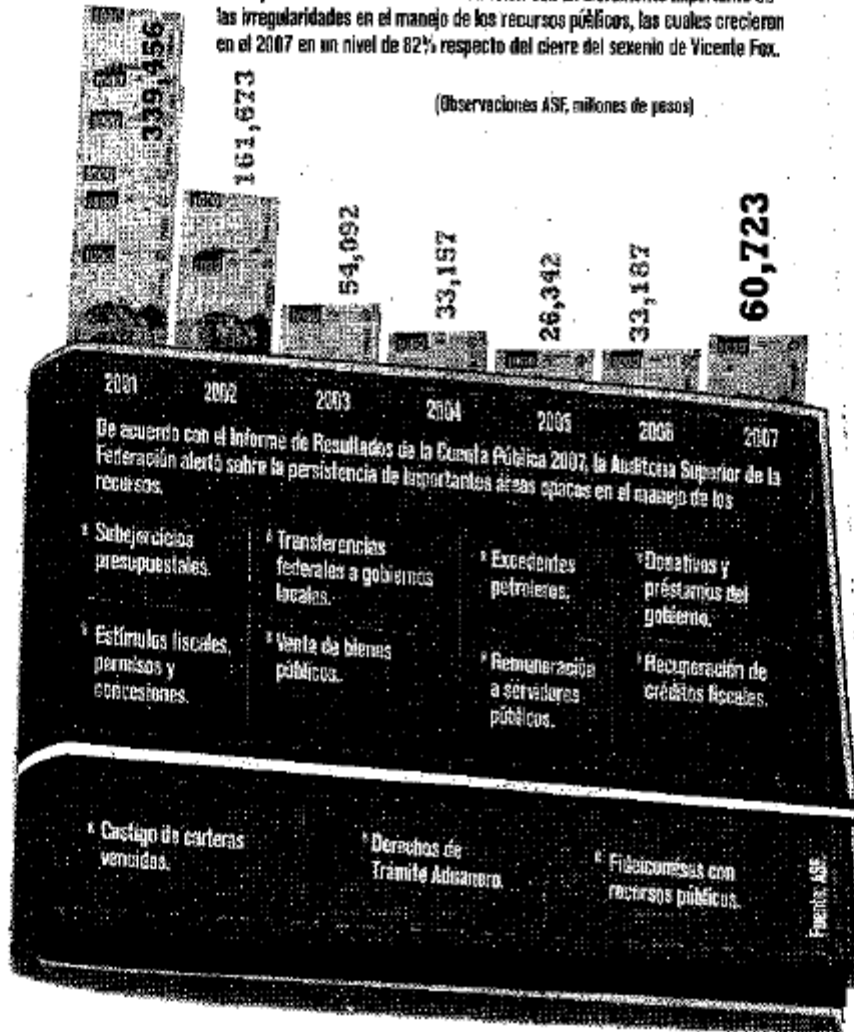 las irregularidades en el manejo de los recursos públicos, las cuales crecieron
en el 2007 en un nivel de 82% respecto del cierre del sexenio de Vicente Fox.
(Observaciones ASF, millones de pesos)
339,456
161,673
54,092
33,157
26,342
33,187
60,723
2001
2002
2003
2004
2005
2006
2007
De acuerdo con el Informe de Resultados de la Cuenta Pública 2007, la Auditoría Superior de la
Federación alertó sobre la persistencia de importantes áreas opacas en el manejo de los
recursos.
Subejercicios
presupuestales.
Transferencias
federales a gobiernos
locales.
Excedentes
petroleros.
Donativos y
préstamos del
gobierno.
Estímulos fiscales,
permisos y
concesiones.
Venta de bienes
públicos.
Remuneración
a servidores
públicos.
Recuperación de
créditos fiscales.
Castigo de carteras
vencidas.
Derechos de
Trámite Aduanero.
Fideicomisos con
recursos públicos.
Fuente: ASF.